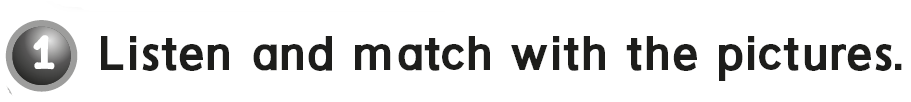 1 Listen and match with the pictures.